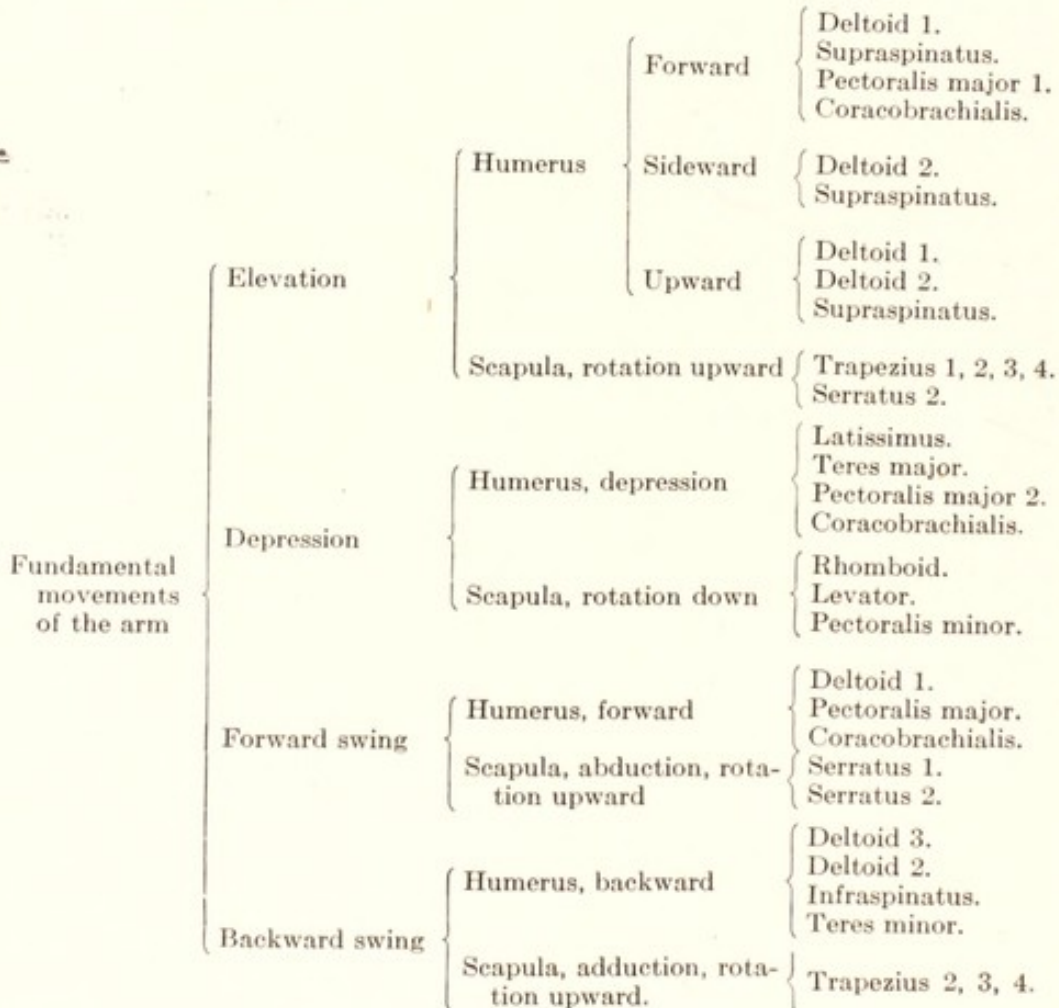 Fundamental
movements
of the arm
Elevation
Humerus
Forward
Deltoid 1.
Supraspinatus.
Pectoralis major 1.
Coracobrachialis.
Sideward
Deltoid 2.
Supraspinatus.
Upward
Deltoid 1.
Deltoid 2.
Supraspinatus.
Scapula, rotation upward
Trapezius 1, 2, 3, 4.
Serratus 2.
Depression
Humerus, depression
Latissimus.
Teres major.
Pectoralis major 2.
Coracobrachialis.
Scapula, rotation down
Rhomboid.
Levator.
Pectoralis minor.
Forward swing
Humerus, forward
Deltoid 1.
Pectoralis major.
Coracobrachialis.
Scapula, abduction, rota-
tion upward
Serratus 1.
Serratus 2.
Backward swing
Humerus, backward
Deltoid 3.
Deltoid 2.
Infraspinatus.
Teres minor.
Scapula, adduction, rota-
tion upward.
Trapezius 2, 3, 4.